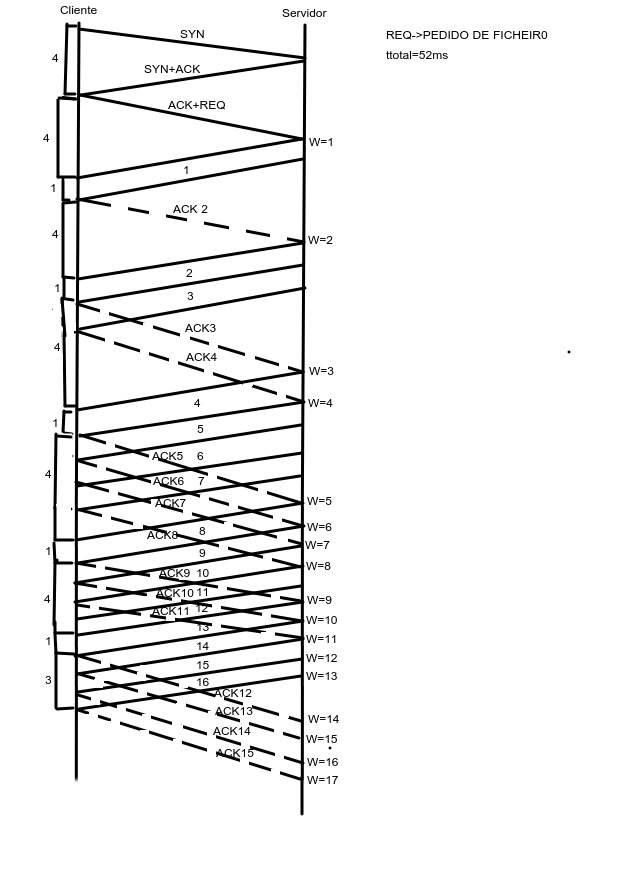 Cliente
Servidor
REQ->PEDIDO DE FICHEIR0
ttotal=52ms
SYN
4
SYN+ACK
ACK+REQ
4
W=1
1
1
ACK 2
4
W=2
2
1
3
ACK3
4
ACK4
W=3
4
W=4
1
5
ACK5 6
4
ACK6 7
W=5
ACK7
W=6
ACK8 8
W=7
1
9
W=8
ACK9 10
4
ACK10 11
W=9
ACK11 12
W=10
13
1
W=11
14
W=12
15
W=13
3
16
ACK12
ACK13
W=14
ACK14
W=15
ACK15
W=16
W=17